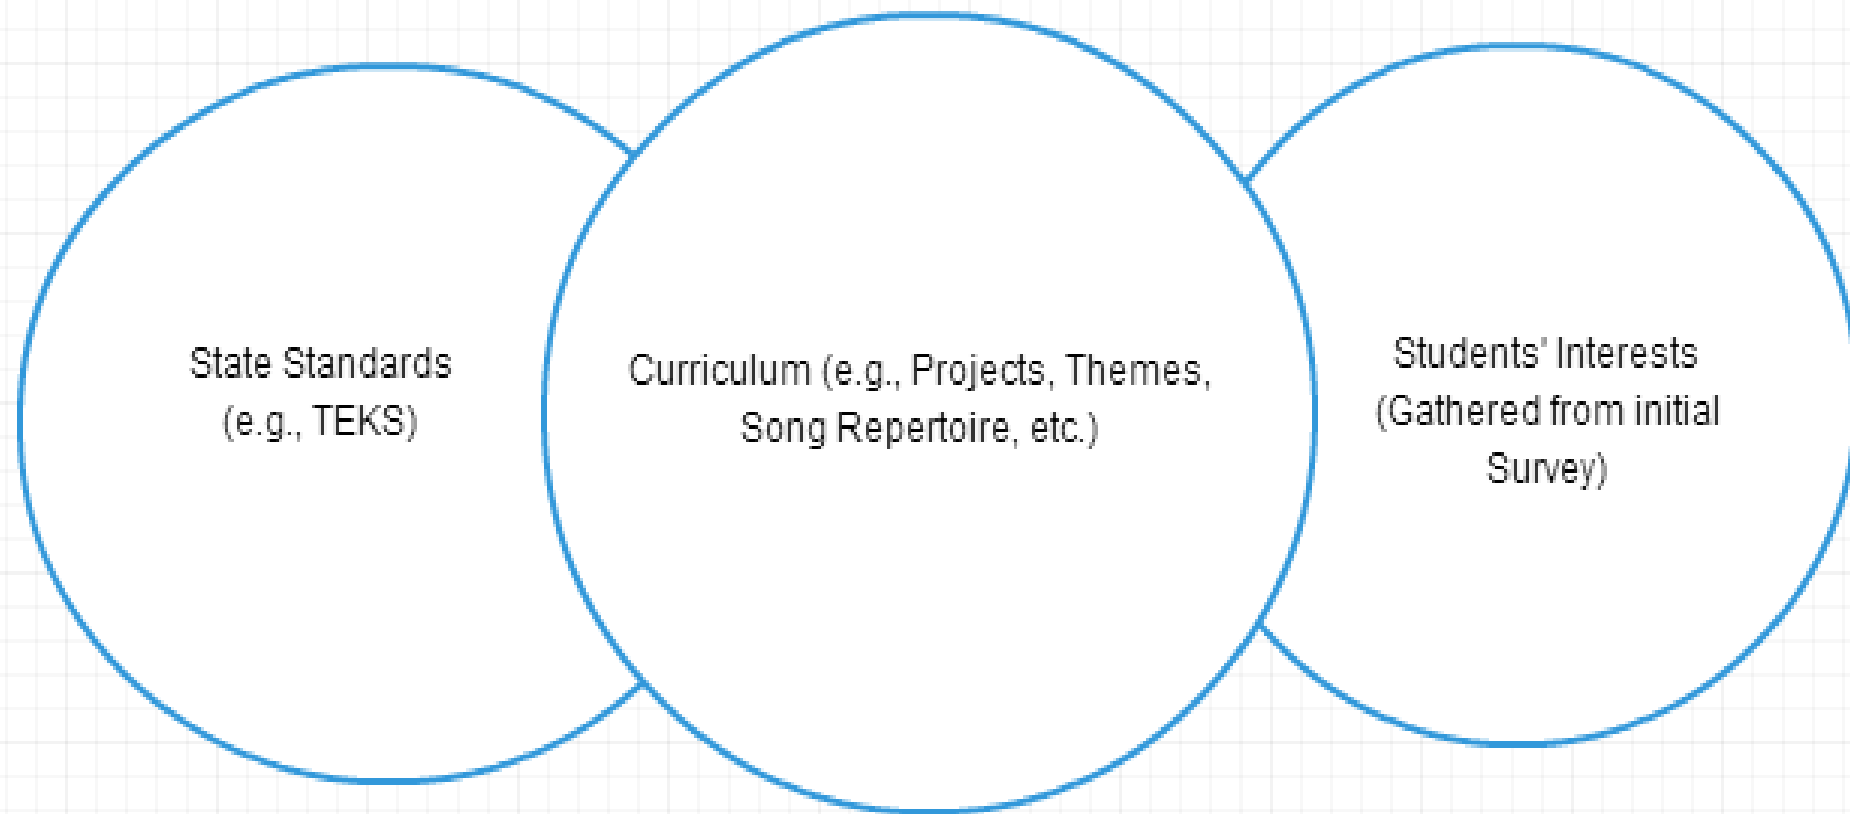 State Standards
(e.g., TEKS)
Curriculum (e.g., Projects, Themes,
Song Repertoire, etc.)
Students' Interests
(Gathered from initial
Survey)